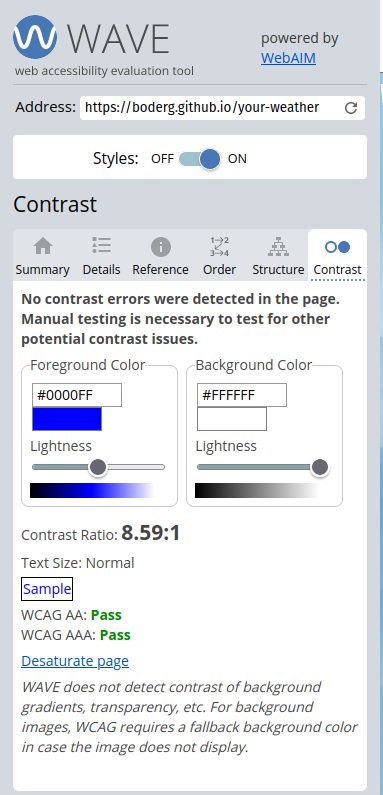 WAVE
web accessibility evaluation tool
powered by
WebAIM
Address: https://boderg.github.io/your-weather
Styles: OFF ON
Contrast
Summary Details Reference Order Structure Contrast
No contrast errors were detected in the page.
Manual testing is necessary to test for other
potential contrast issues.
Foreground Color Background Color
#0000FF #FFFFFF
Lightness Lightness
Contrast Ratio: 8.59:1
Text Size: Normal
Sample
WCAG AA: Pass
WCAG AAA: Pass
Desaturate page
WAVE does not detect contrast of background
gradients, transparency, etc. For background
images, WCAG requires a fallback background color
in case the image does not display.